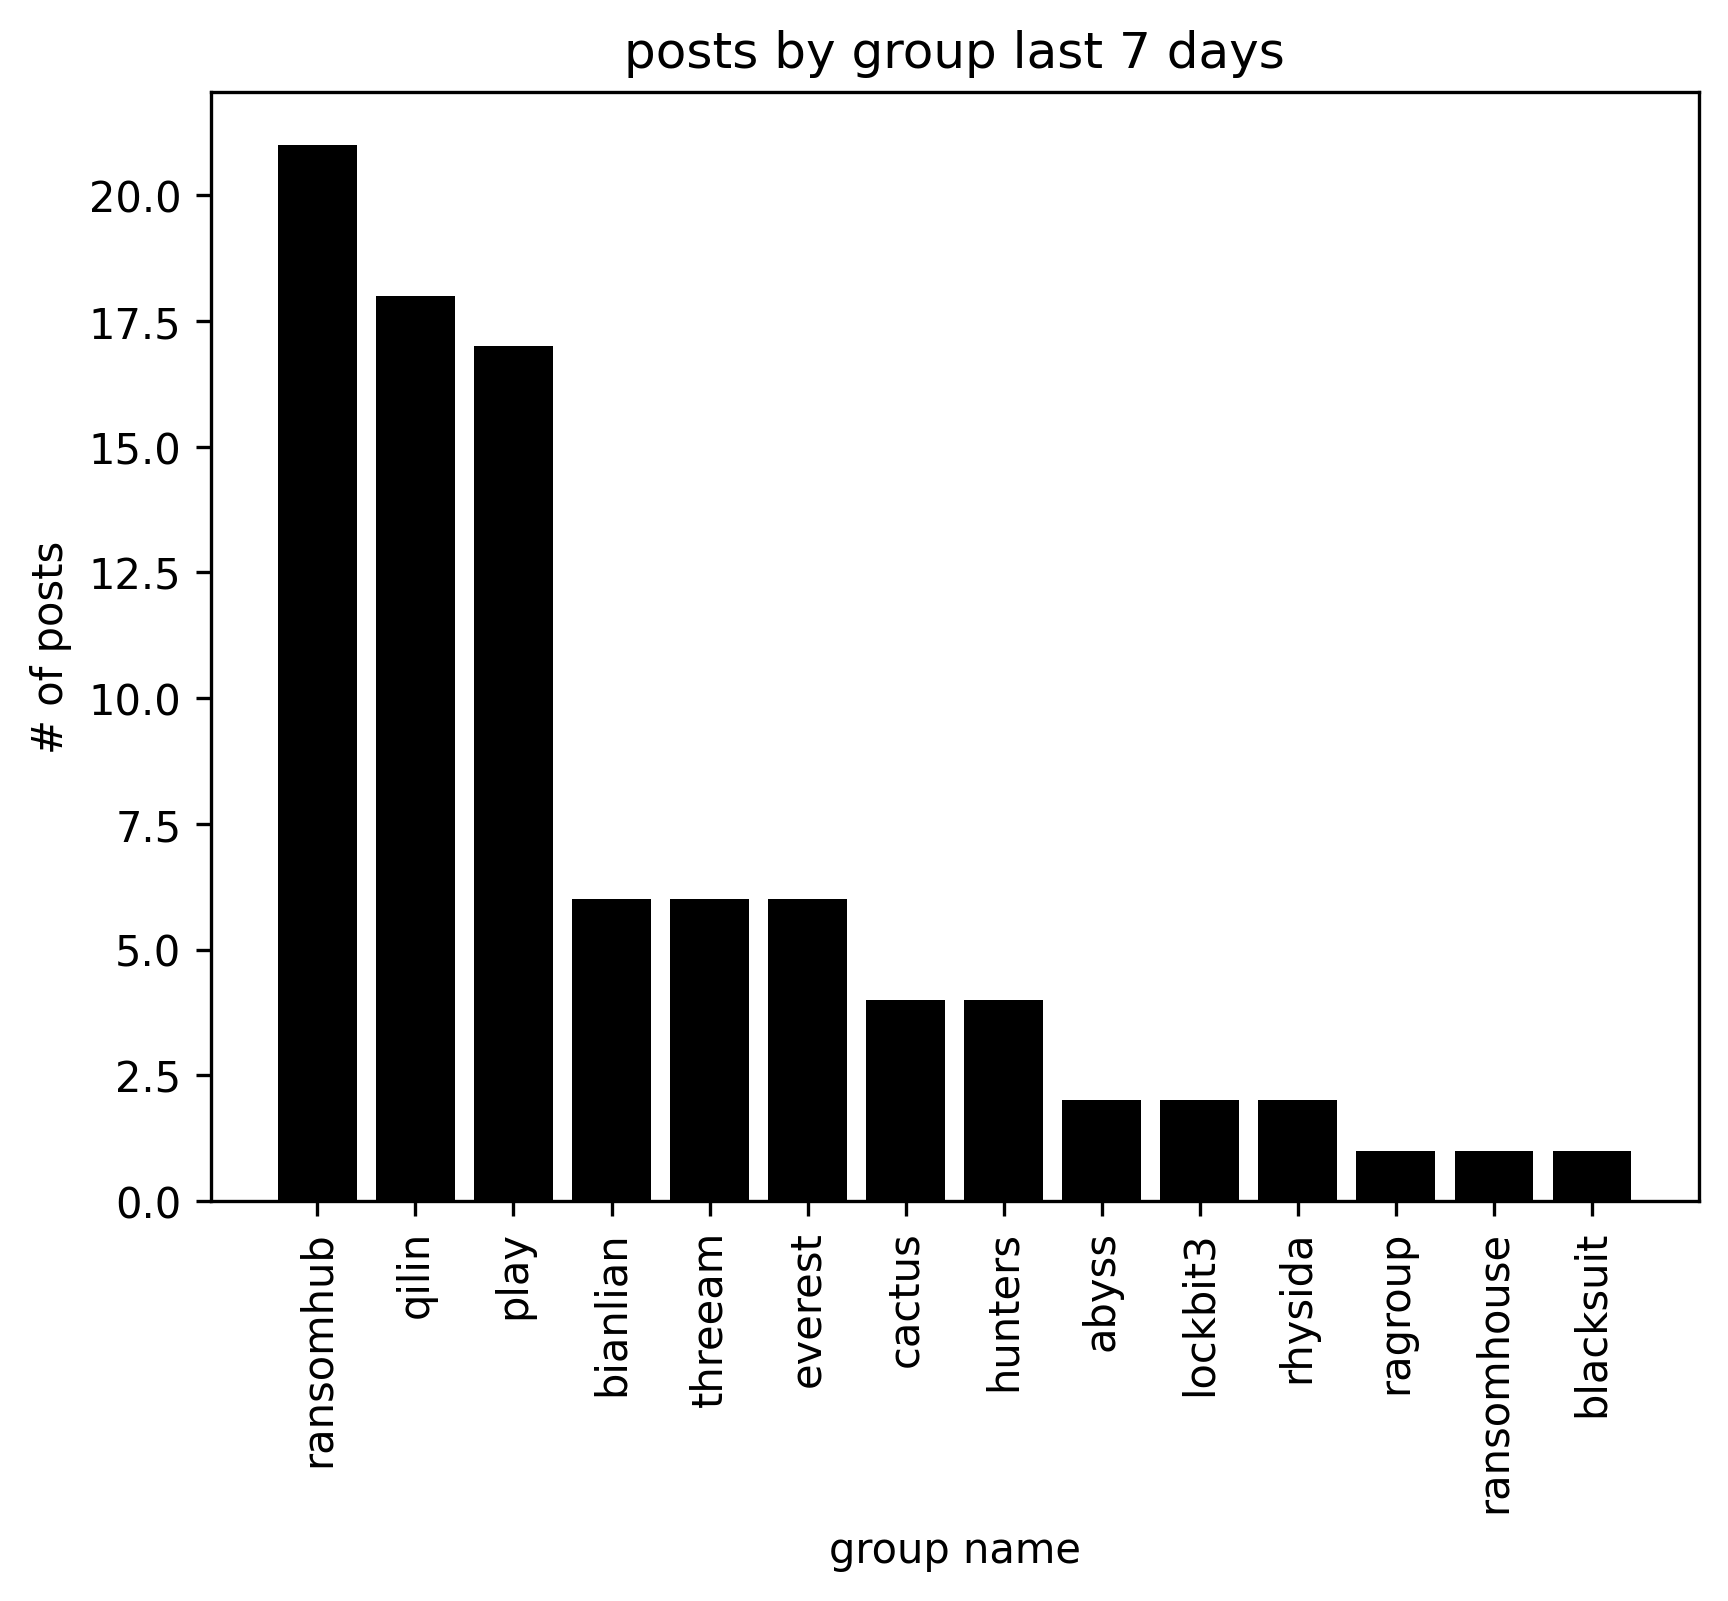 posts by group last 7 days
# of posts
20.0
17.5
15.0
12.5
10.0
7.5
5.0
2.5
0.0
ransomhub
qilin
play
bianlian
threeam
everest
cactus
hunters
abyss
lockbit3
rhysida
ragroup
ransomhouse
blacksuit
group name